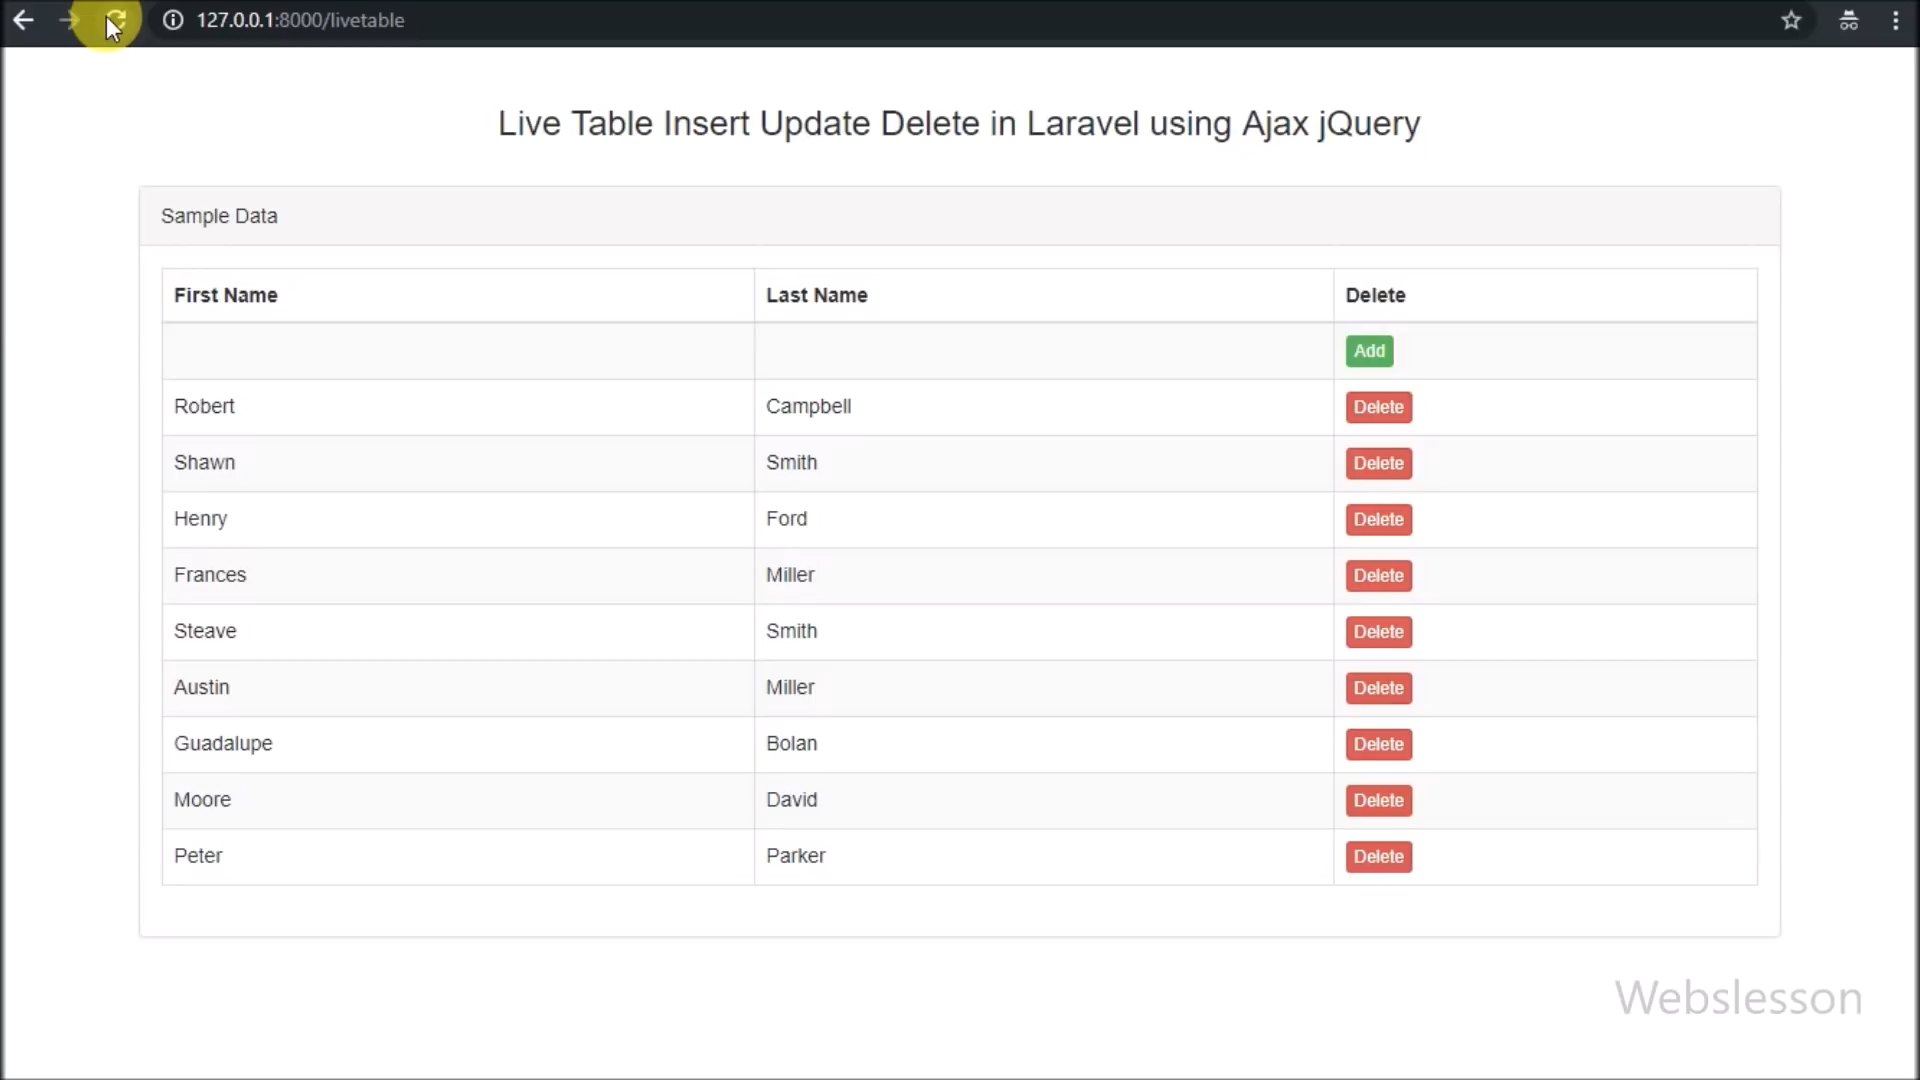 127.0.0.1:8000/livetable
Live Table Insert Update Delete in Laravel using Ajax jQuery
Sample Data
First Name Last Name Delete
Add
Robert Campbell Delete
Shawn Smith Delete
Henry Ford Delete
Frances Miller Delete
Steave Smith Delete
Austin Miller Delete
Guadalupe Bolan Delete
Moore David Delete
Peter Parker Delete
Webslesson